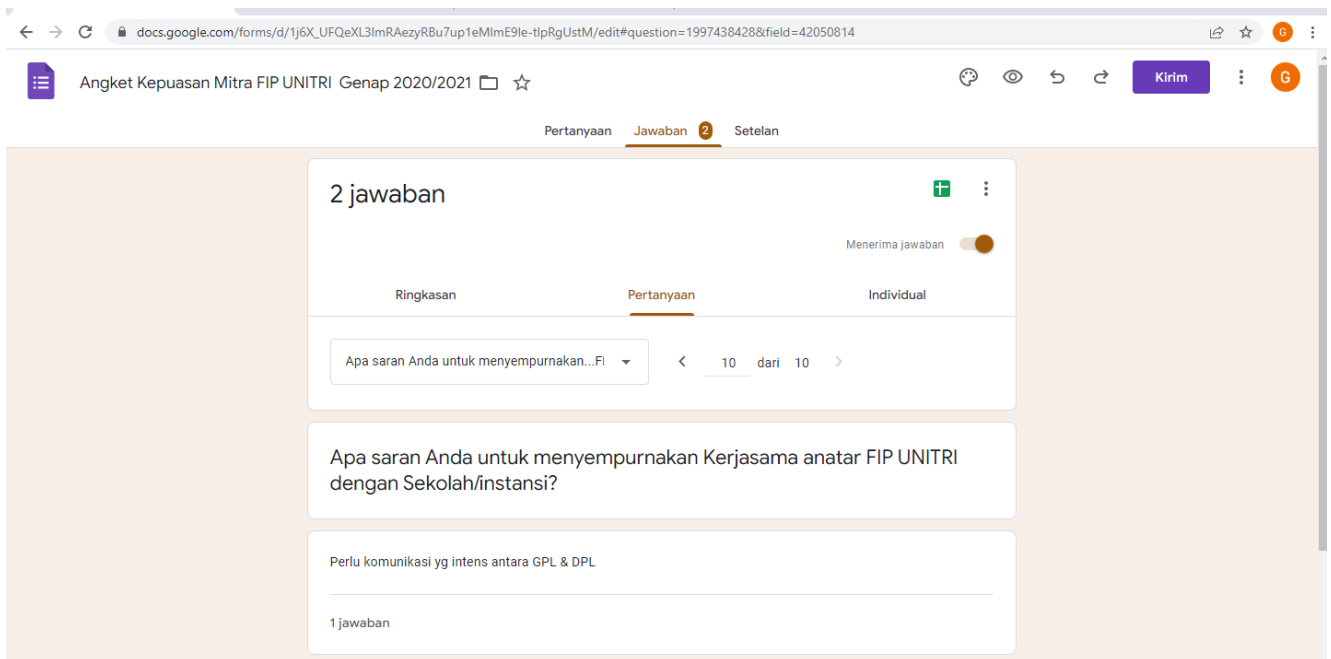 docs.google.com/forms/d/1j6X_UFQeXL3ImRAezyRBu7up1eMImE9Ie-tlpRgUstM/edit#question=1997438428&field=42050814
G
Angket Kepuasan Mitra FIP UNITRI Genap 2020/2021
Kirim
G
Pertanyaan Jawaban 2 Setelan
2 jawaban
Menerima jawaban
Ringkasan Pertanyaan Individual
Apa saran Anda untuk menyempurnakan...FI
10 dari 10
Apa saran Anda untuk menyempurnakan Kerjasama anatar FIP UNITRI
dengan Sekolah/instansi?
Perlu komunikasi yg intens antara GPL & DPL
1 jawaban